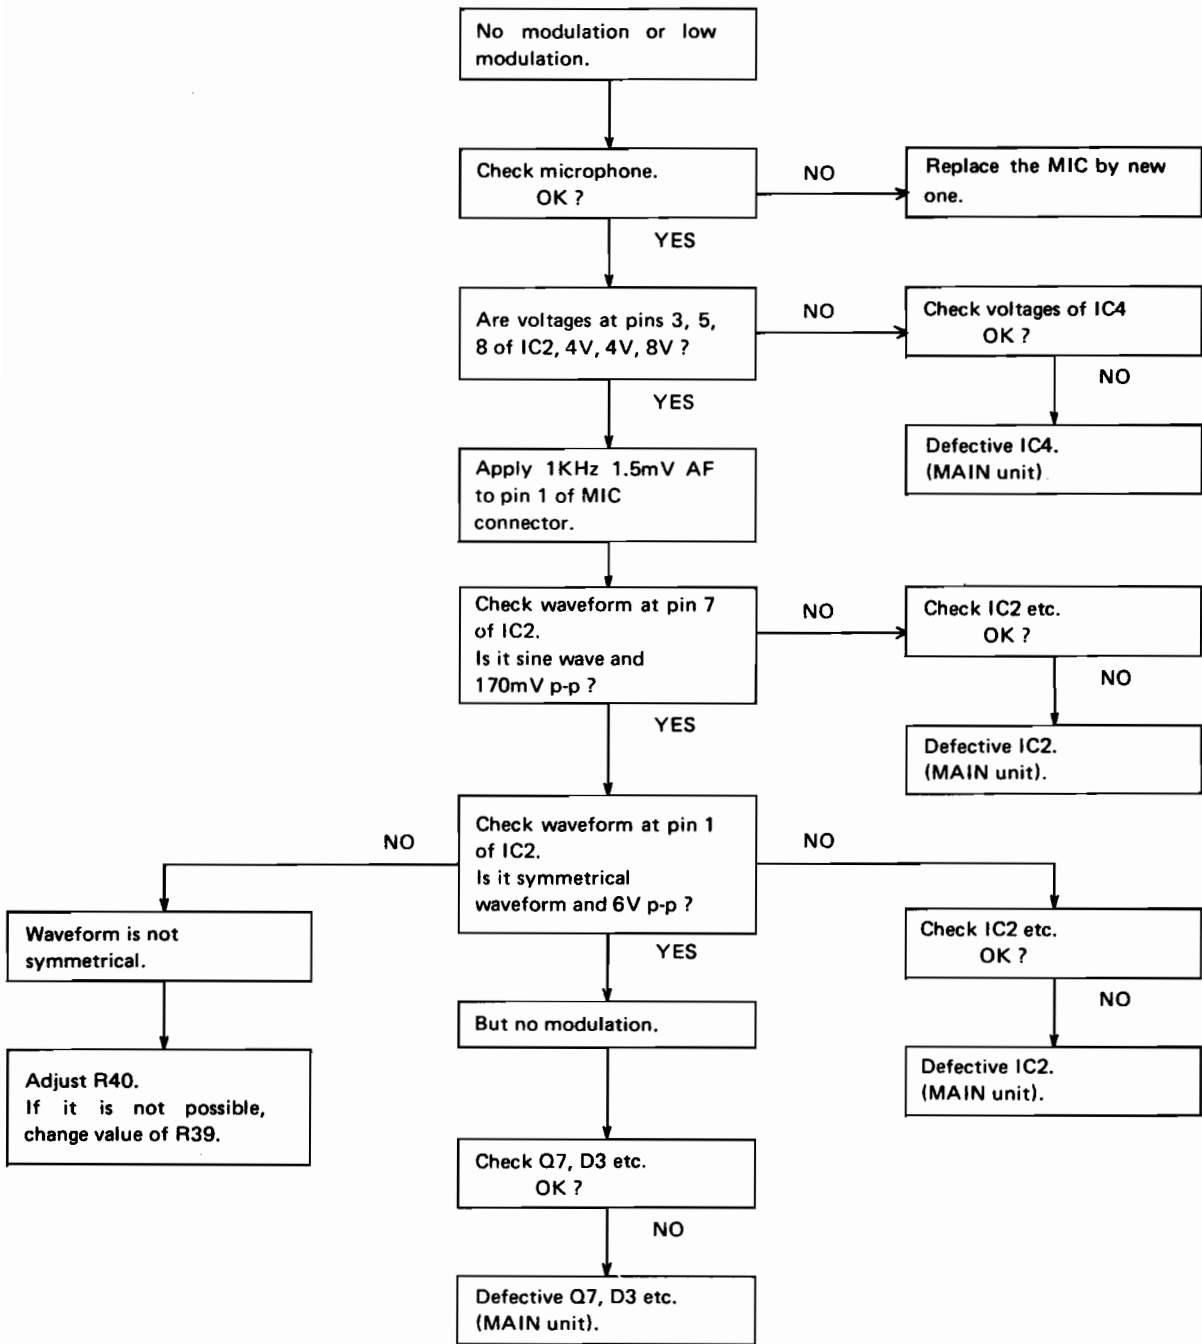 No modulation or low
modulation.
Check microphone.
OK ?
NO
Replace the MIC by new
one.
YES
Are voltages at pins 3, 5,
8 of IC2, 4V, 4V, 8V ?
NO
Check voltages of IC4
OK ?
YES
NO
Apply 1KHz 1.5mV AF
to pin 1 of MIC
connector.
Defective IC4.
(MAIN unit)
Check waveform at pin 7
of IC2.
Is it sine wave and
170mV p-p ?
NO
Check IC2 etc.
OK ?
YES
NO
Defective IC2.
(MAIN unit).
Check waveform at pin 1
of IC2.
Is it symmetrical
waveform and 6V p-p ?
NO
NO
Waveform is not
symmetrical.
Check IC2 etc.
OK ?
YES
NO
But no modulation.
Adjust R40.
If it is not possible,
change value of R39.
Defective IC2.
(MAIN unit).
Check Q7, D3 etc.
OK ?
NO
Defective Q7, D3 etc.
(MAIN unit).